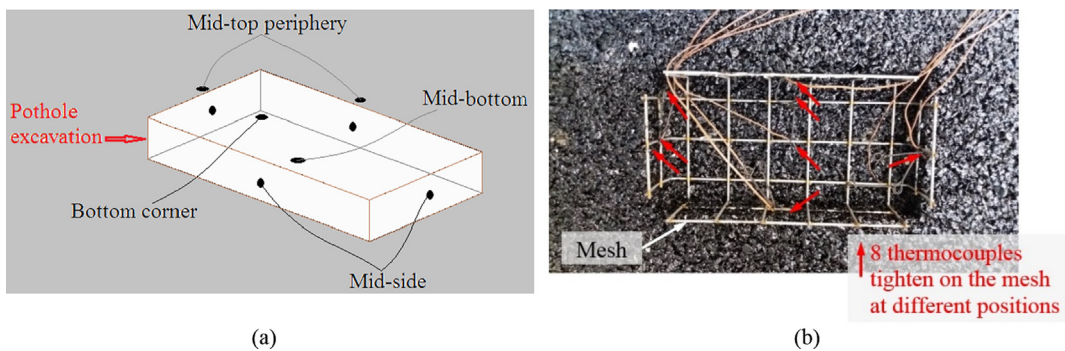 Mid-top periphery
Mid-bottom
Pothole
excavation
Bottom corner
Mid-side
(a)
Mesh
8 thermocouples
tighten on the mesh
at different positions
(b)